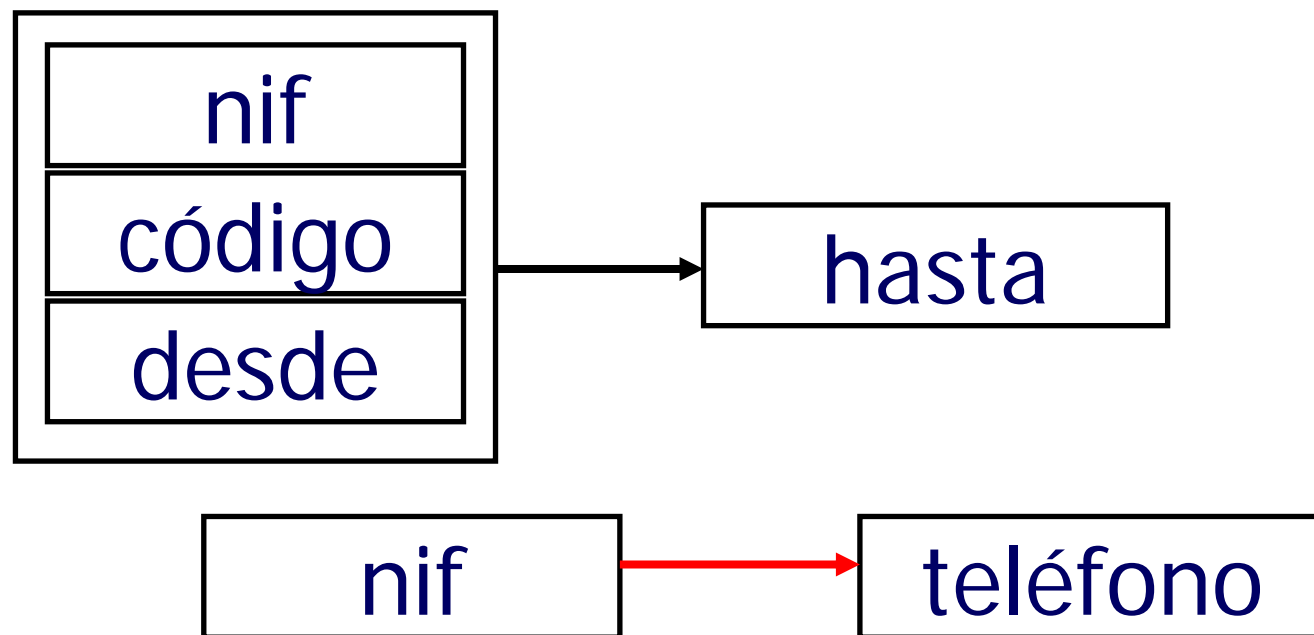 nif
código
desde
hasta
nif
teléfono